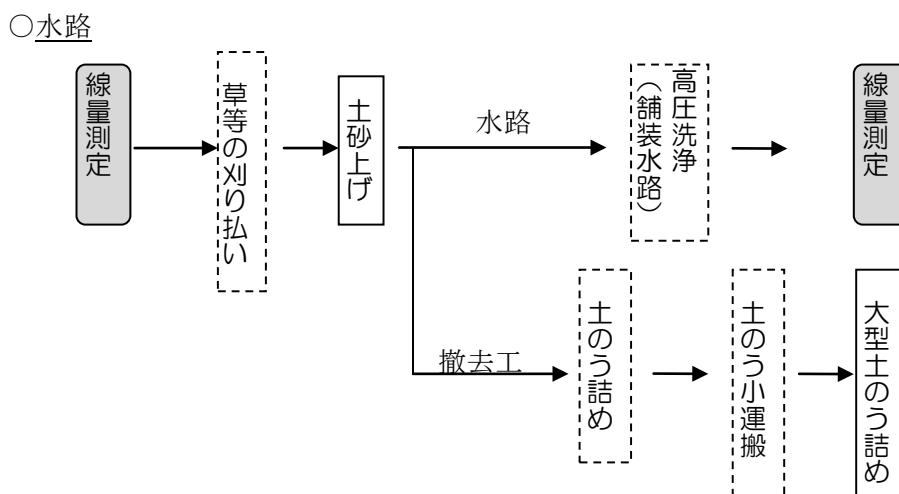 ○水路
線量測定
草等の刈り払い
土砂上げ
水路
高圧洗浄
（舗装水路）
線量測定
撤去工
土のう詰め
土のう小運搬
大型土のう詰め